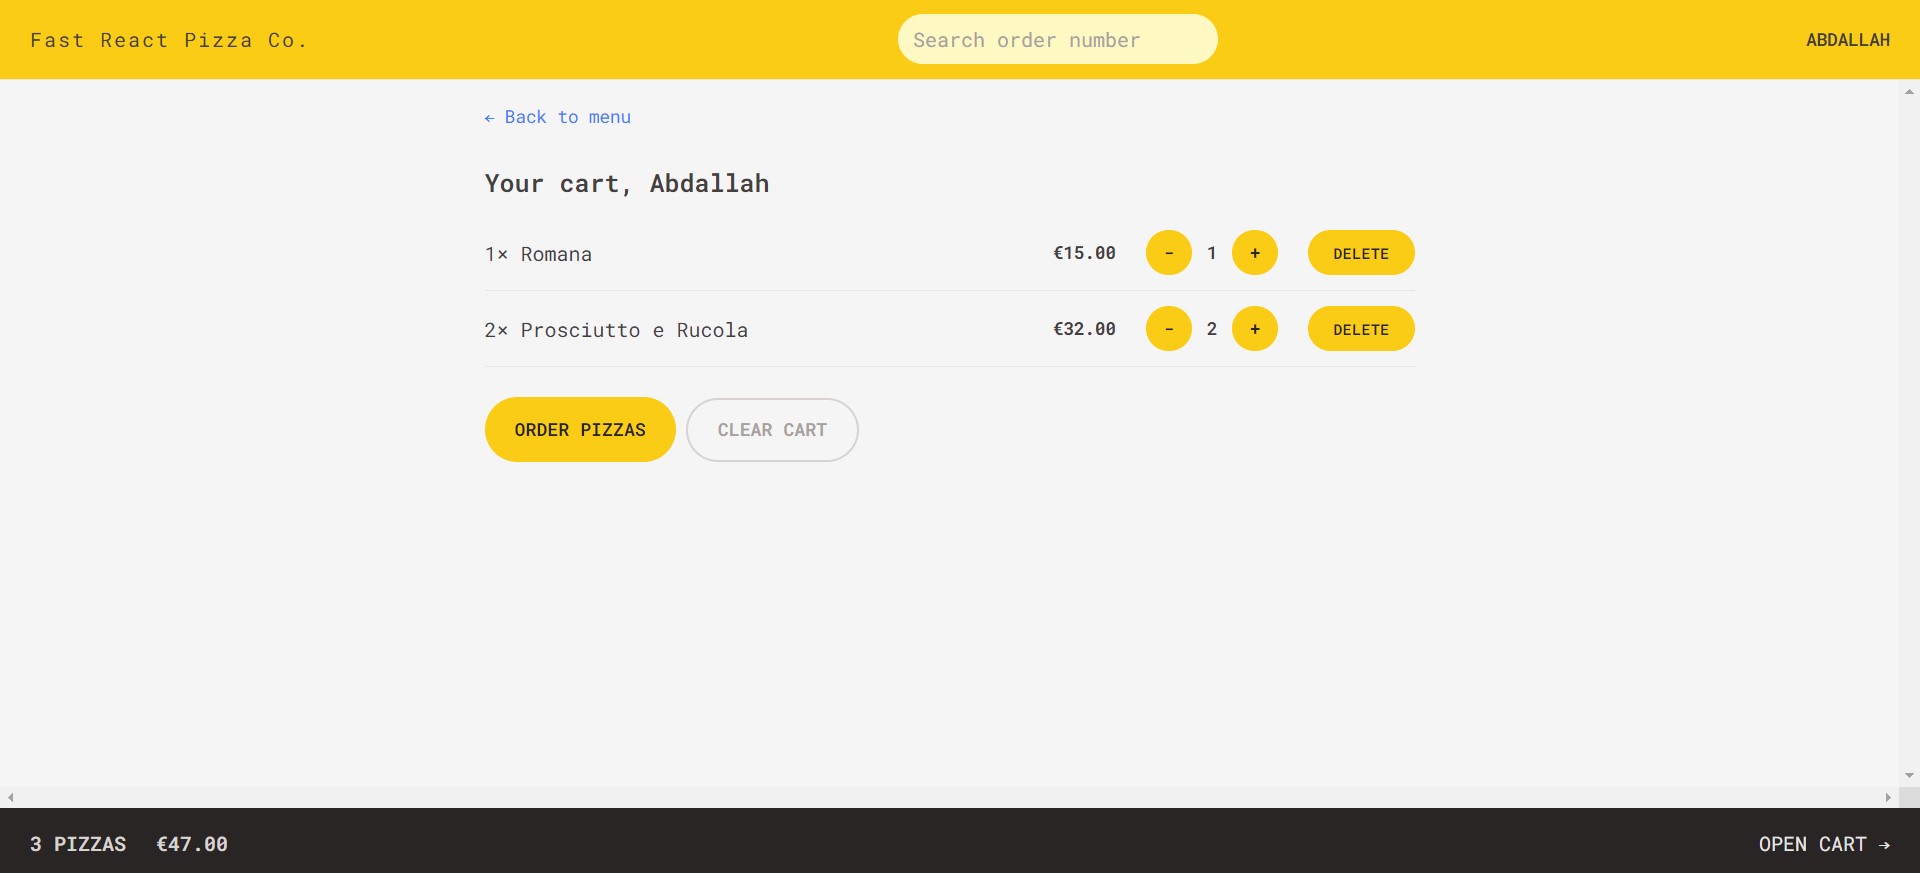 Fast React Pizza Co.
Search order number
ABDALLAH
← Back to menu
Your cart, Abdallah
1× Romana €15.00 - 1 + DELETE
2× Prosciutto e Rucola €32.00 - 2 + DELETE
ORDER PIZZAS CLEAR CART
3 PIZZAS €47.00 OPEN CART →